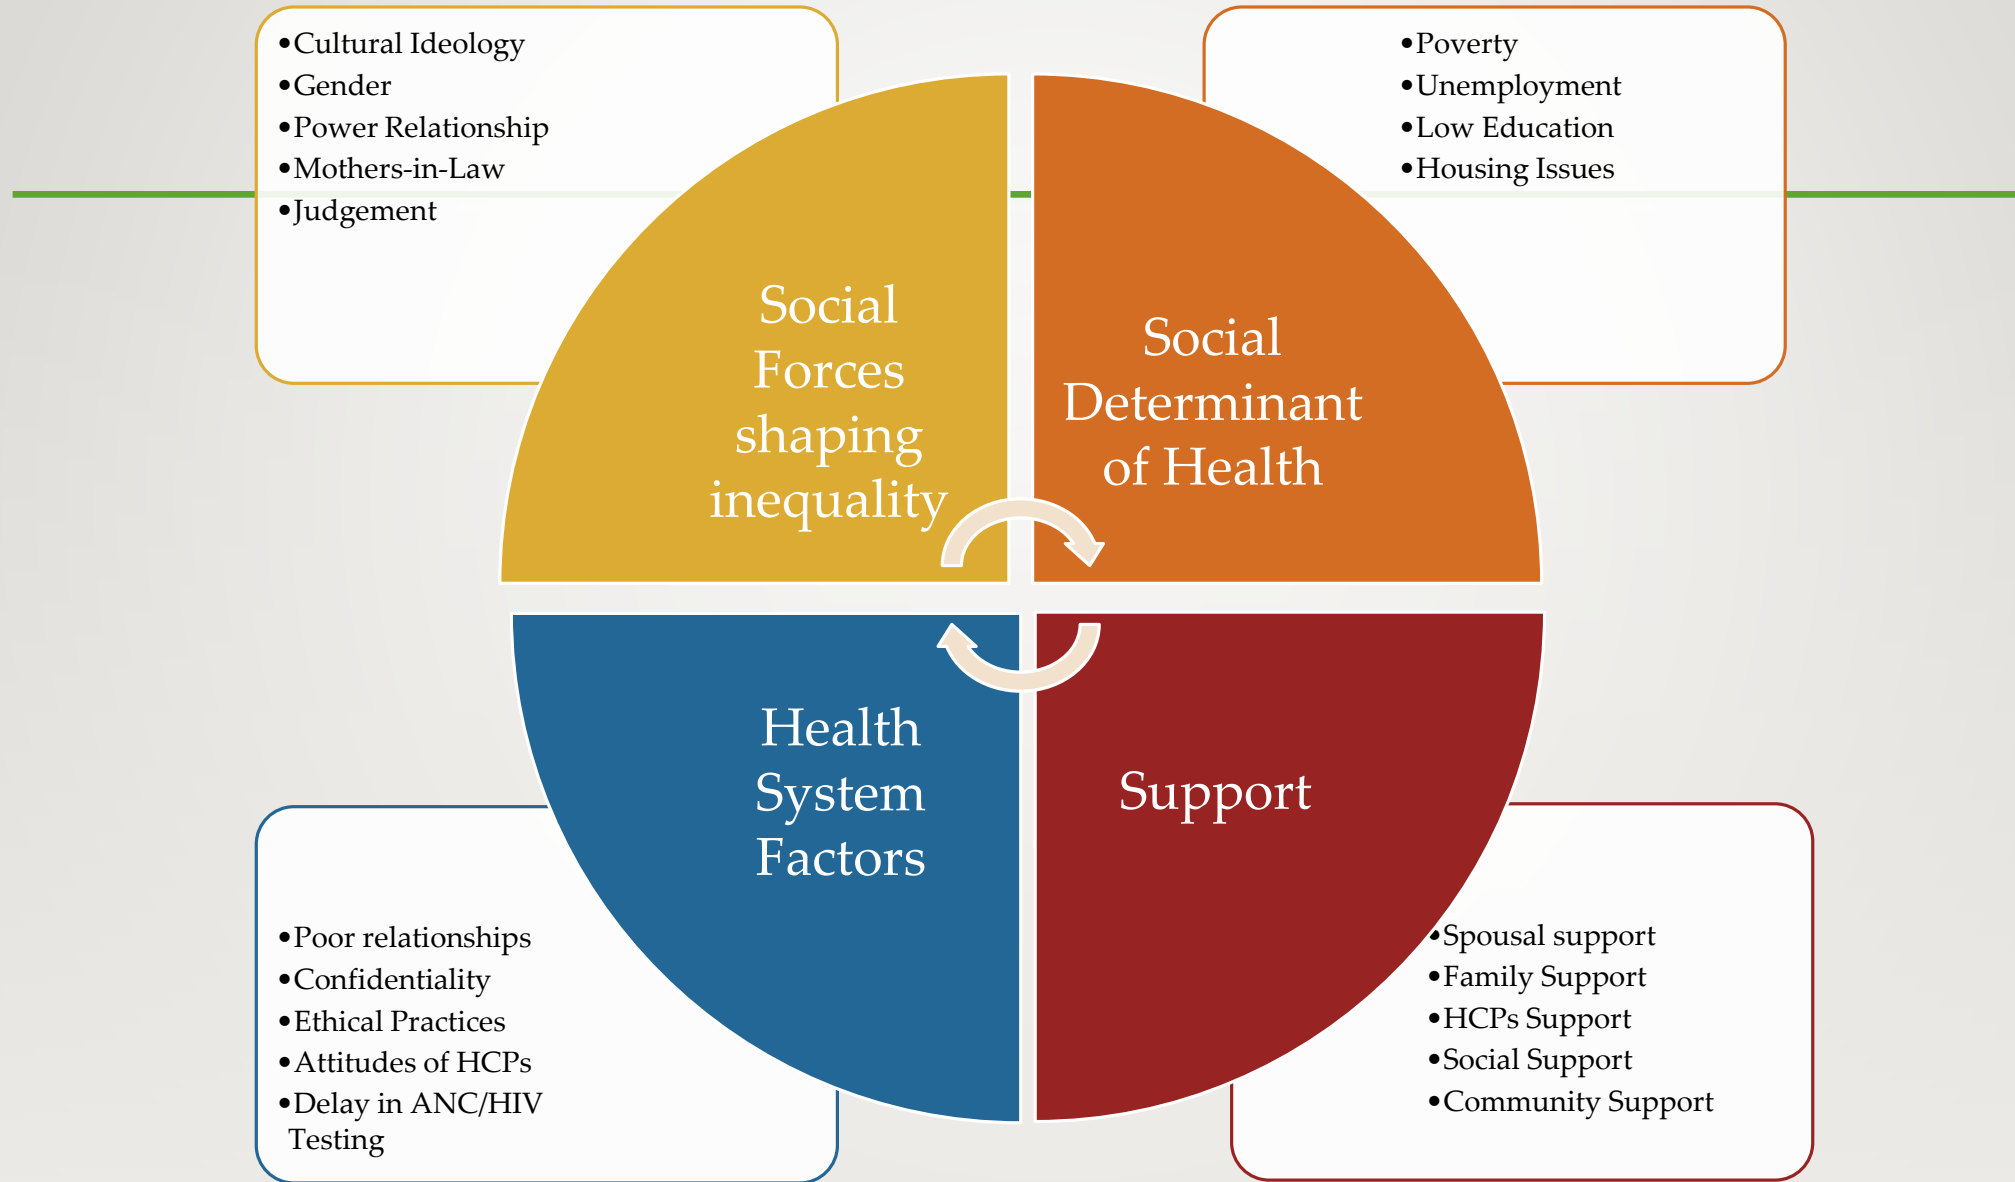 •Cultural Ideology
•Gender
•Power Relationship
•Mothers-in-Law
•Judgement
•Poverty
•Unemployment
•Low Education
•Housing Issues
Social
Forces
shaping
inequality
Social
Determinant
of Health
Health
System
Factors
Support
•Poor relationships
•Confidentiality
•Ethical Practices
•Attitudes of HCPs
•Delay in ANC/HIV
Testing
•Spousal support
•Family Support
•HCPs Support
•Social Support
•Community Support